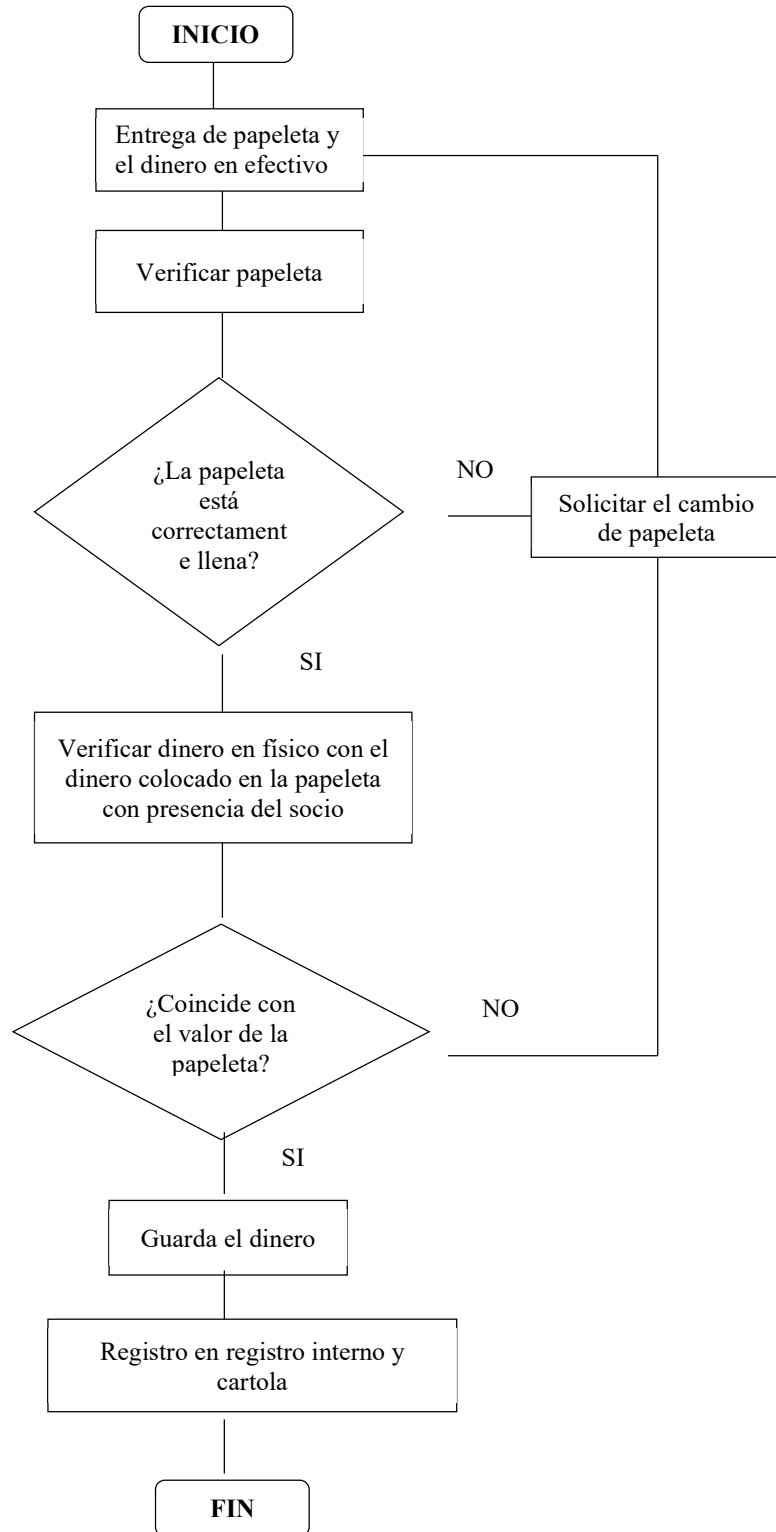 INICIO
Entrega de papeleta y
el dinero en efectivo
Verificar papeleta
¿La papeleta
está
correctament
e llena?
NO
Solicitar el cambio
de papeleta
SI
Verificar dinero en físico con el
dinero colocado en la papeleta
con presencia del socio
¿Coincide con
el valor de la
papeleta?
NO
SI
Guarda el dinero
Registro en registro interno y
cartola
FIN